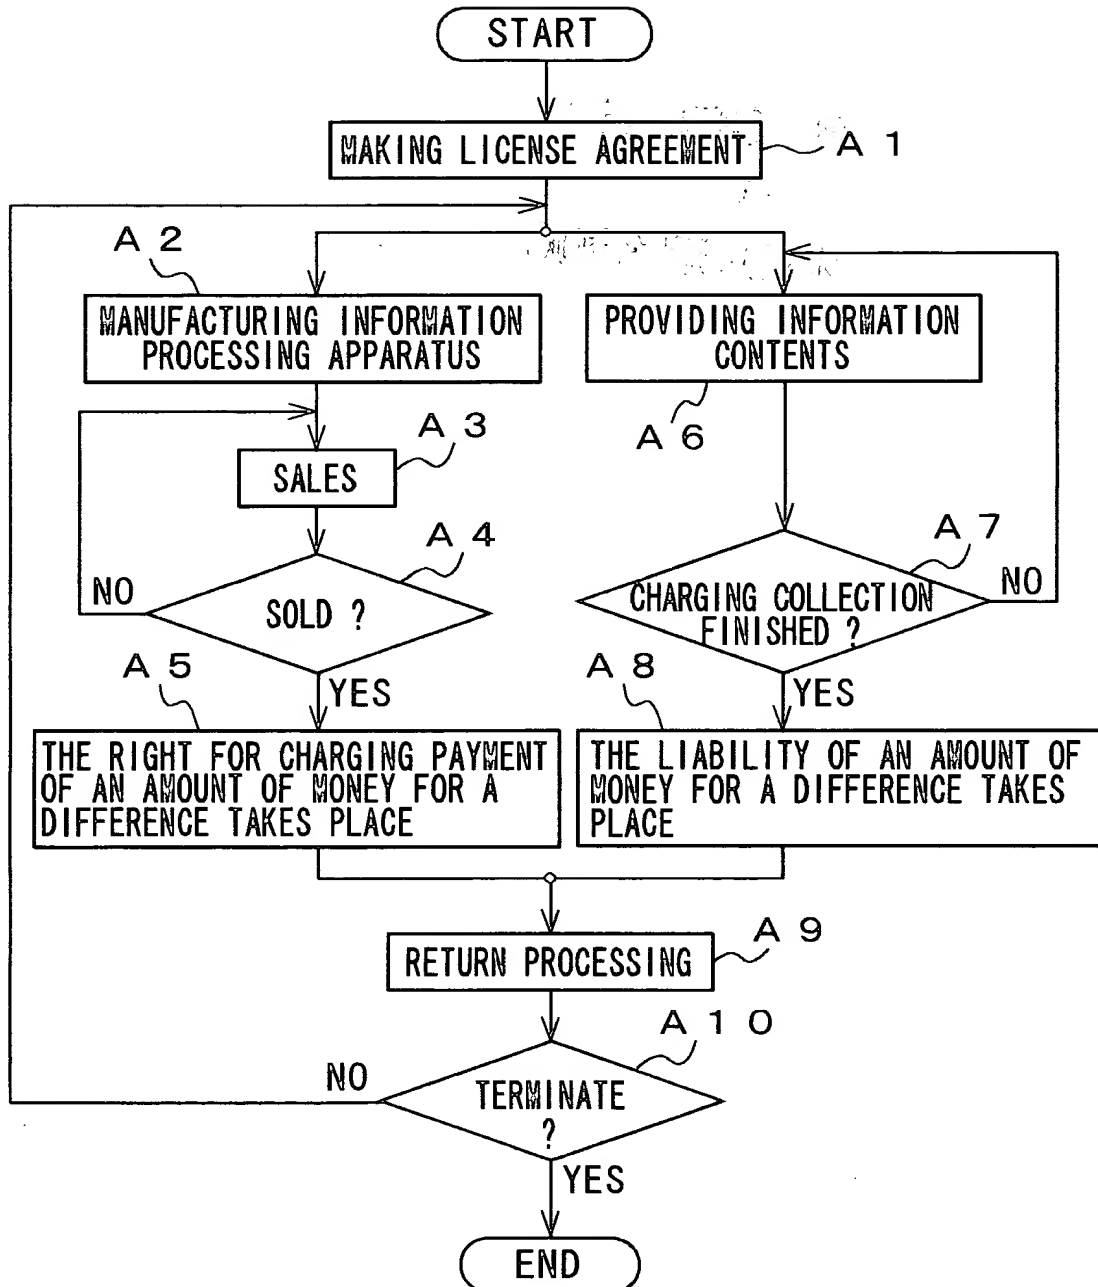 START
MAKING LICENSE AGREEMENT
A 1
A 2
MANUFACTURING INFORMATION
PROCESSING APPARATUS
PROVIDING INFORMATION
CONTENTS
A 6
A 3
SALES
A 4
NO
SOLD ?
A 7
NO
CHARGING COLLECTION
FINISHED ?
A 5
YES
THE RIGHT FOR CHARGING PAYMENT
OF AN AMOUNT OF MONEY FOR A
DIFFERENCE TAKES PLACE
A 8
YES
THE LIABILITY OF AN AMOUNT OF
MONEY FOR A DIFFERENCE TAKES
PLACE
A 9
RETURN PROCESSING
A 1 0
NO
TERMINATE
?
YES
END